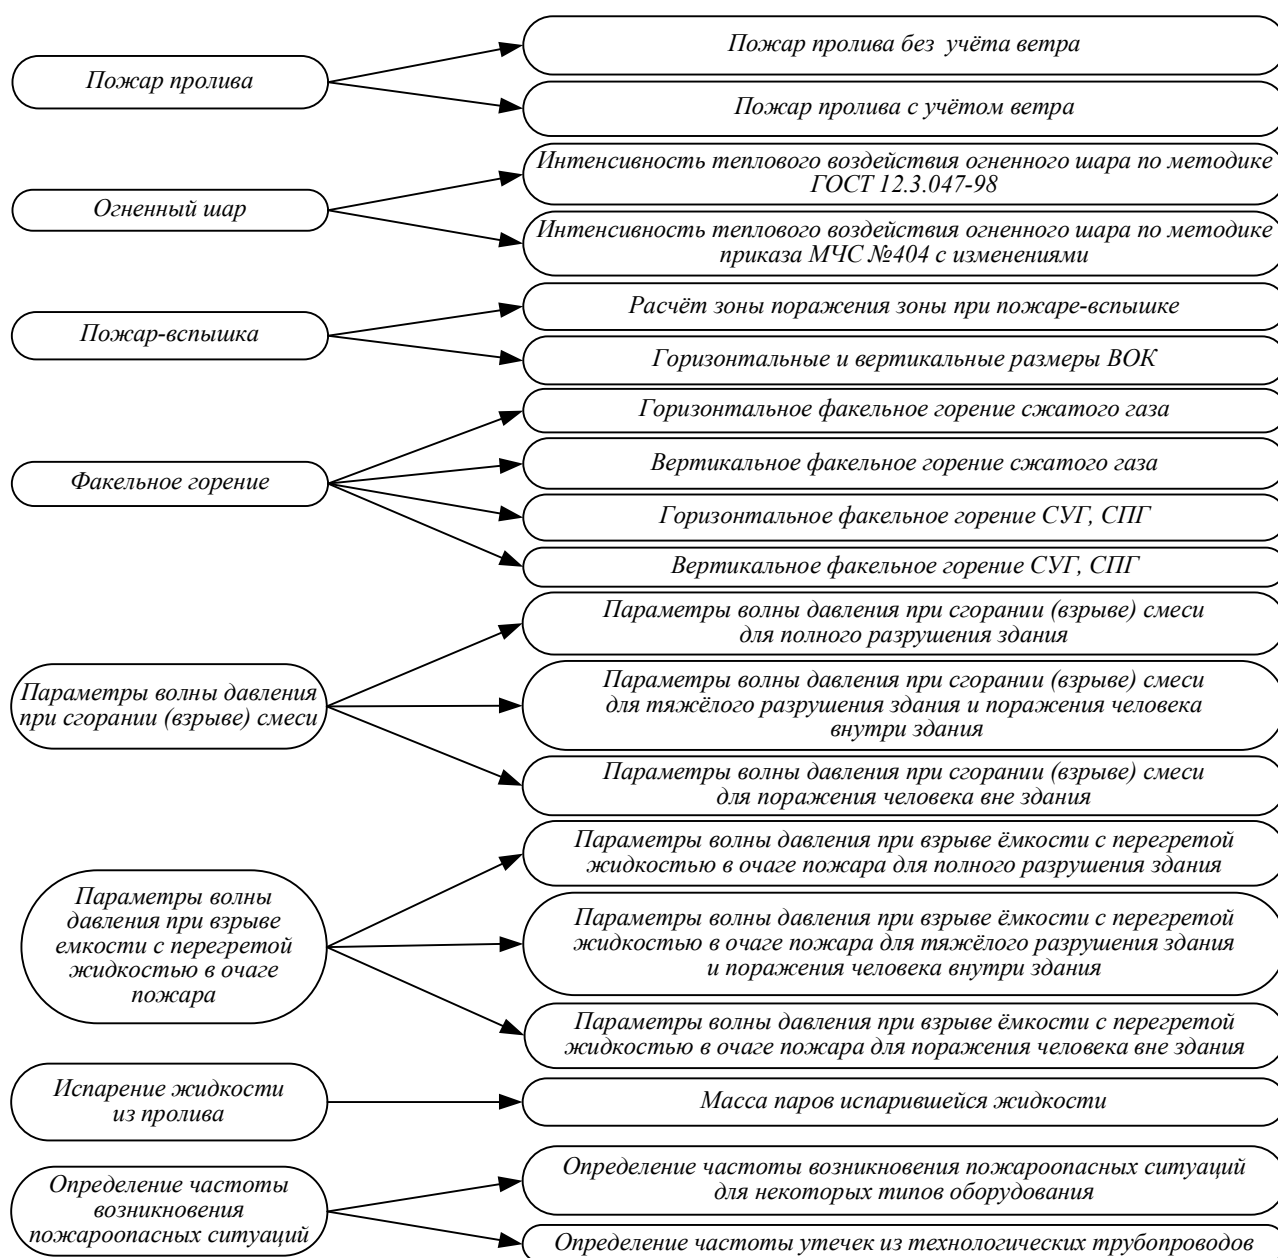 Пожар пролива
Пожар пролива без учёта ветра
Пожар пролива с учётом ветра
Огненный шар
Интенсивность теплового воздействия огненного шара по методике
ГОСТ 12.3.047-98
Интенсивность теплового воздействия огненного шара по методике
приказа МЧС №404 с изменениями
Пожар-вспышка
Расчёт зоны поражения зоны при пожаре-вспышке
Горизонтальные и вертикальные размеры ВОК
Факельное горение
Горизонтальное факельное горение сжатого газа
Вертикальное факельное горение сжатого газа
Горизонтальное факельное горение СУГ, СПГ
Вертикальное факельное горение СУГ, СПГ
Параметры волны давления
при сгорании (взрыве) смеси
Параметры волны давления при сгорании (взрыве) смеси
для полного разрушения здания
Параметры волны давления при сгорании (взрыве) смеси
для тяжёлого разрушения здания и поражения человека
внутри здания
Параметры волны давления при сгорании (взрыве) смеси
для поражения человека вне здания
Параметры волны
давления при взрыве
емкости с перегретой
жидкостью в очаге
пожара
Параметры волны давления при взрыве ёмкости с перегретой
жидкостью в очаге пожара для полного разрушения здания
Параметры волны давления при взрыве ёмкости с перегретой
жидкостью в очаге пожара для тяжёлого разрушения здания
и поражения человека внутри здания
Параметры волны давления при взрыве ёмкости с перегретой
жидкостью в очаге пожара для поражения человека вне здания
Испарение жидкости
из пролива
Масса паров испарившейся жидкости
Определение частоты
возникновения
пожароопасных ситуаций
Определение частоты возникновения пожароопасных ситуаций
для некоторых типов оборудования
Определение частоты утечек из технологических трубопроводов